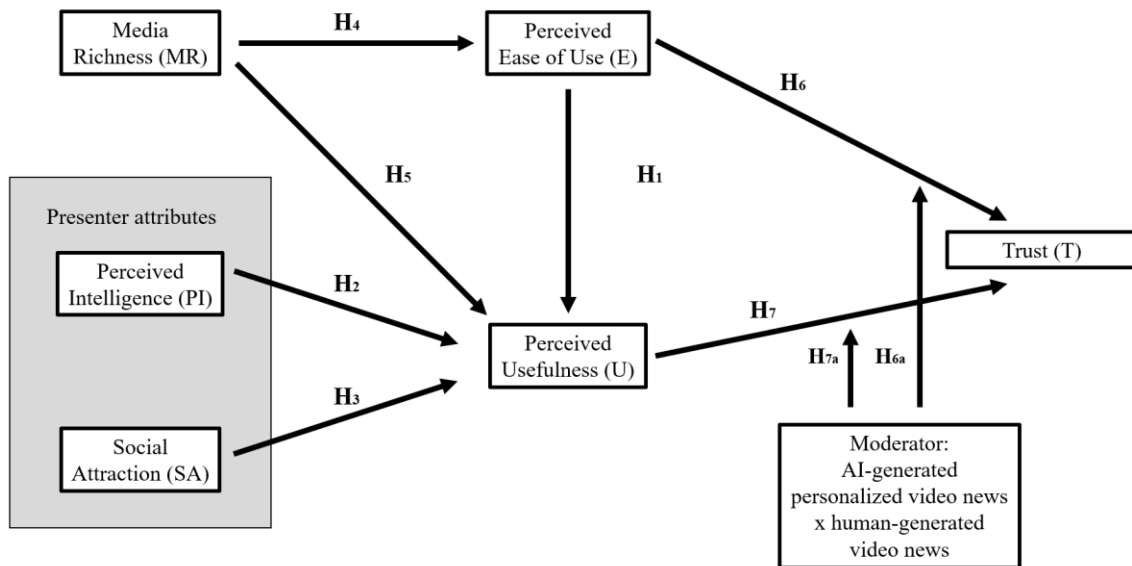 Media
Richness (MR)
H4
Perceived
Ease of Use (E)
H6
H5
H1
Presenter attributes
Perceived
Intelligence (PI)
H2
Trust (T)
H7
Perceived
Usefulness (U)
H7a
H6a
H3
Social
Attraction (SA)
Moderator:
AI-generated
personalized video news
x human-generated
video news